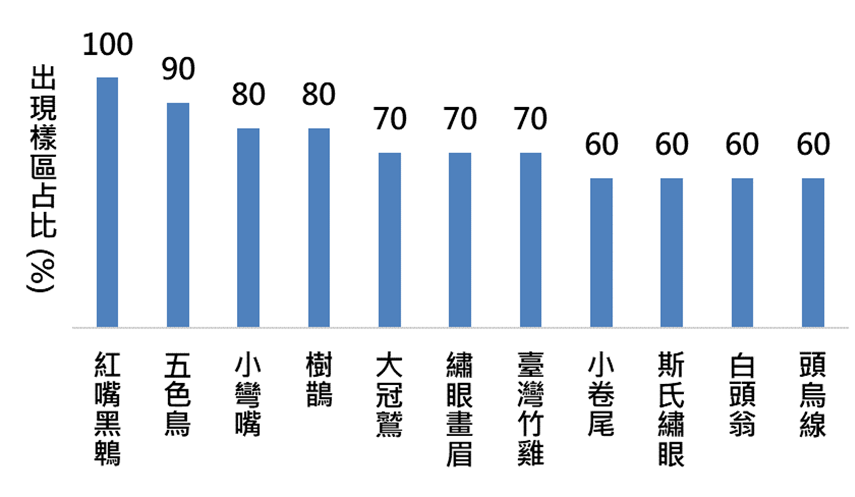 出現樣區占比(%)
100
90
80
80
70
70
70
60
60
60
60
紅嘴黑鵯
五色鳥
小彎嘴
樹鵲
大冠鷲
繡眼畫眉
臺灣竹雞
小卷尾
斯氏繡眼
白頭翁
頭烏線